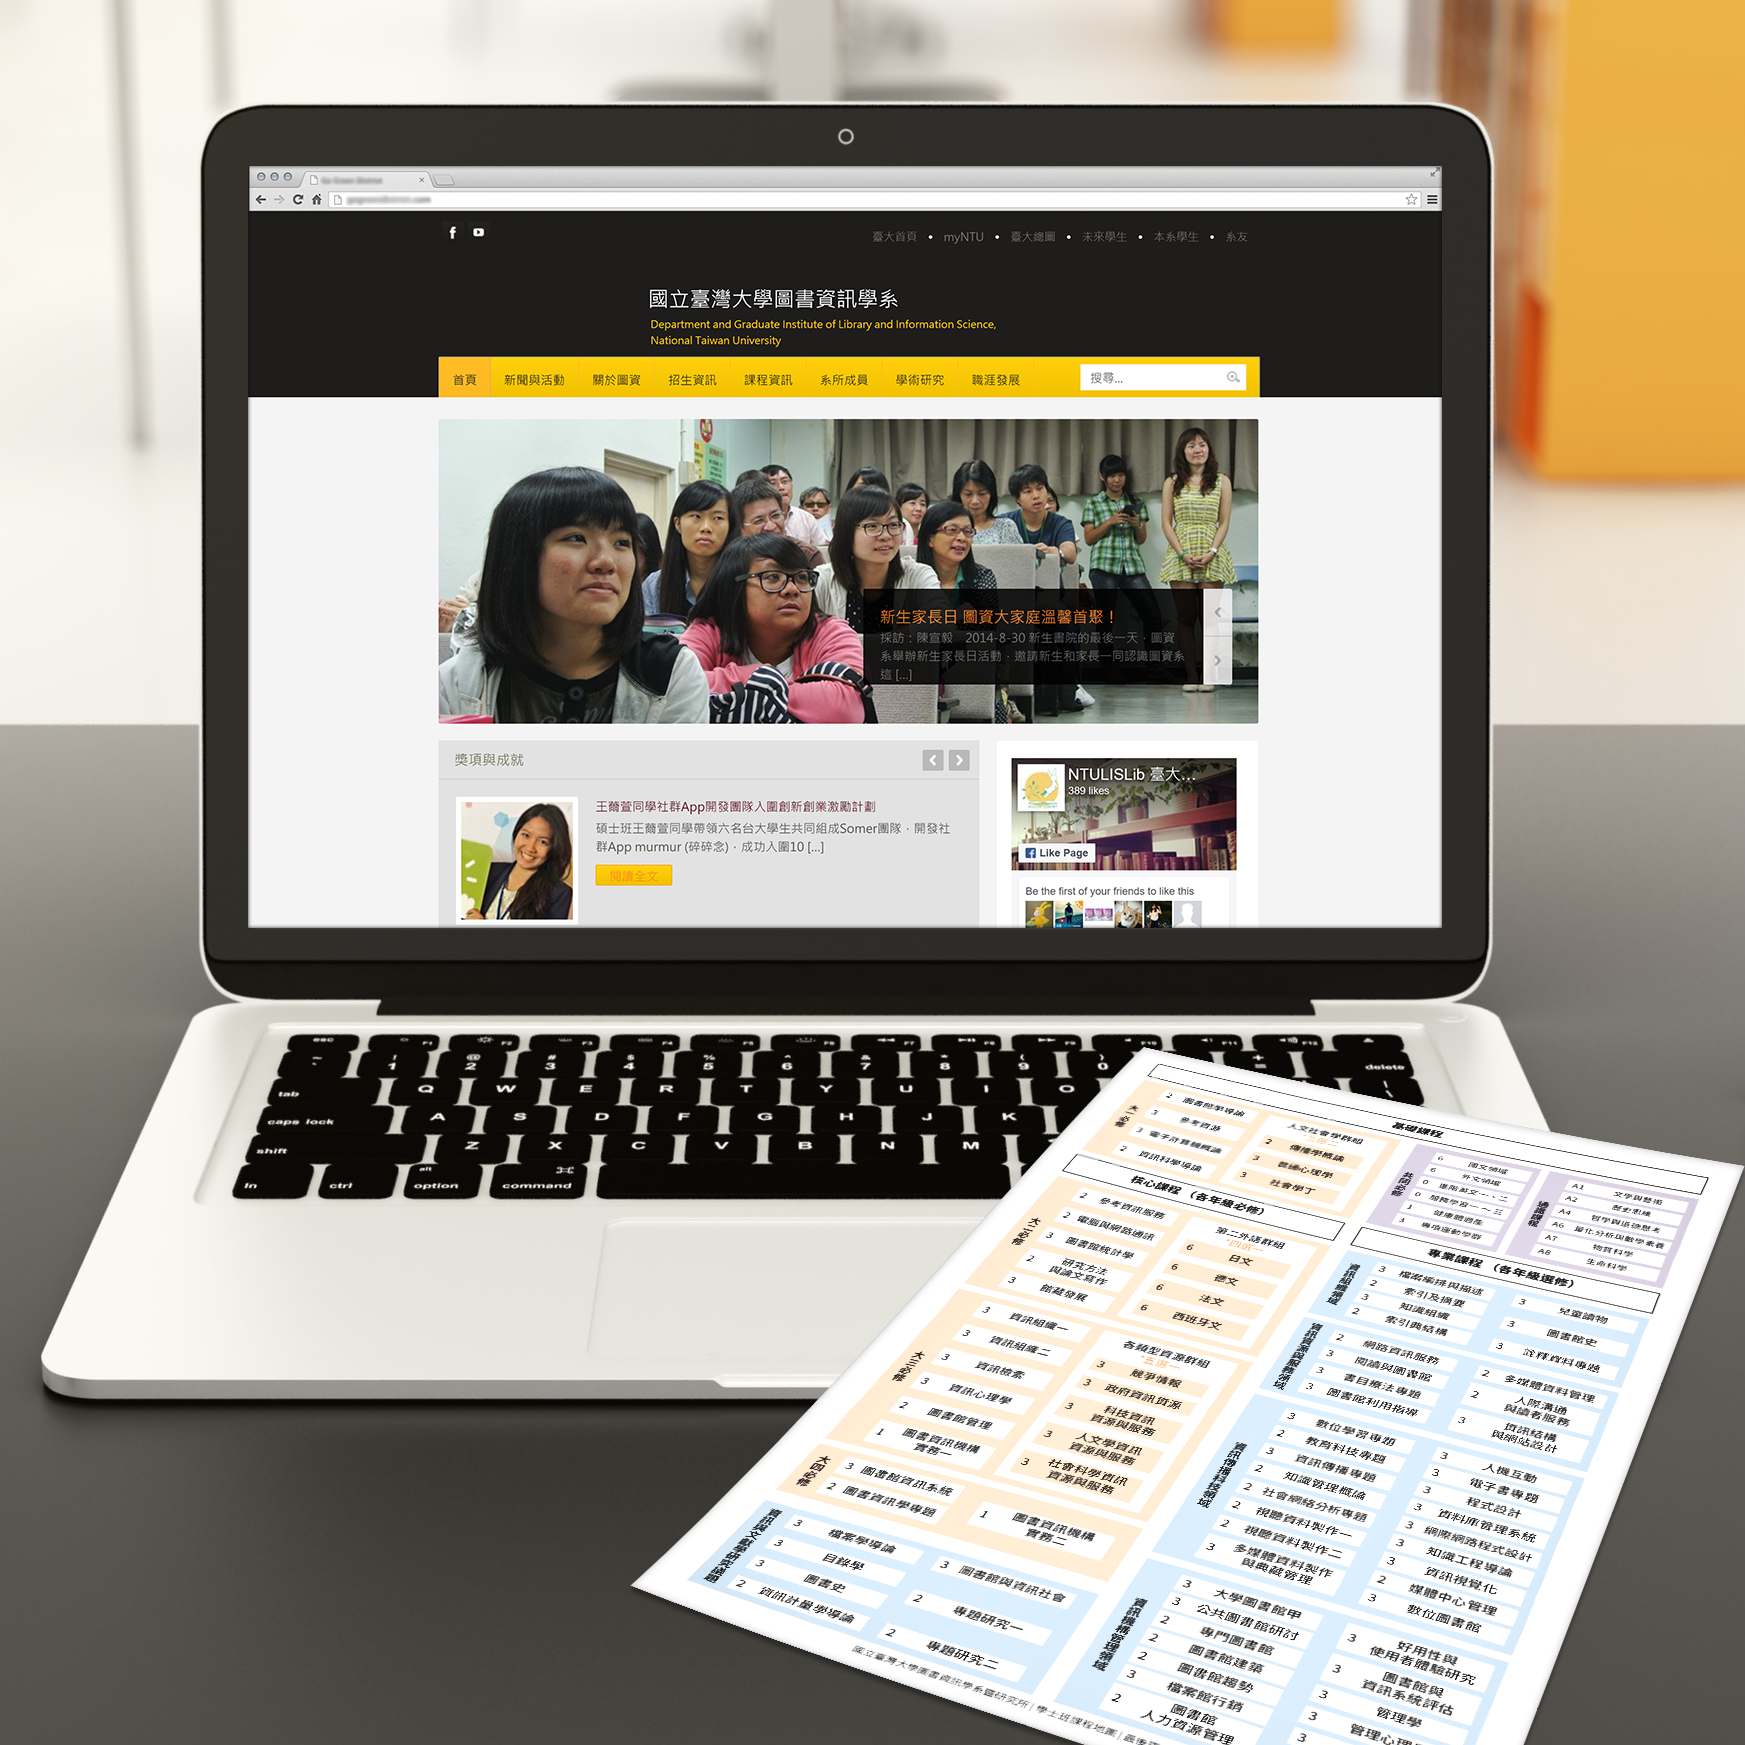 臺大首頁 • myNTU • 臺大總圖 • 未來學生 • 本系學生 • 系友
國立臺灣大學圖書資訊學系
Department and Graduate Institute of Library and Information Science,
National Taiwan University
首頁 新聞與活動 關於圖資 招生資訊 課程資訊 系所成員 學術研究 職涯發展 搜尋...
新生家長日 圖資大家庭溫馨首聚！
採訪：陳宣毅 2014-8-30 新生書院的最後一天，圖資
系舉辦新生家長日活動，邀請新生和家長一同認識圖資系
這 [...]
獎項與成就
王薾萱同學社群App開發團隊入圍創新創業激勵計劃
碩士班王薾萱同學帶領六名台大學生共同組成Somer團隊，開發社
群App murmur (碎碎念)，成功入圍10 [...]
閱讀全文
NTULISLib 臺大...
389 likes
Like Page
Be the first of your friends to like this
esc F1 F2 F3 F4 F5 F6 F7 F8 F9 F10 F11 F12
1 2 3 4 5 6 7 8 9 0 delete
tab Q W E R T Y U I O
caps lock A S D F G H J K
shift Z X C V B N M
fn ctrl alt option command
基礎課程
大一必修
2 圖書館學導論
3 參考資源
3 電子計算機概論
2 資訊科學導論
人文社會學群組
2 傳播學概論
3 普通心理學
3 社會學丁
共同必修
6 國文領域
6 外文領域
0 進階英文一、二
0 服務學習一～三
1 健康體適能
3 專項運動學群
通識課程
A1 文學與藝術
A2 歷史思維
A4 哲學與道德思考
A6 量化分析與數學素養
A7 物質科學
A8 生命科學
核心課程 （各年級必修）
大二必修
2 參考資訊服務
2 電腦與網路通訊
3 圖書館統計學
2 研究方法
與論文寫作
3 館藏發展
第二外語群組
四選一
6 日文
6 德文
6 法文
6 西班牙文
大三必修
3 資訊組織一
3 資訊組織二
3 資訊檢索
3 資訊心理學
2 圖書館管理
1 圖書資訊機構
實務一
各類型資源群組
五選一
3 競爭情報
3 政府資訊資源
3 科技資訊
資源與服務
3 人文學資訊
資源與服務
3 社會科學資訊
資源與服務
大四必修
3 圖書館資訊系統
2 圖書資訊學專題
1 圖書資訊機構
實務二
專業課程 （各年級選修）
資訊組織領域
3 檔案編排與描述
2 索引及摘要
3 知識組織
2 索引典結構
3 兒童讀物
3 圖書館史
3 詮釋資料專題
資訊資源與服務領域
2 網路資訊服務
3 閱讀與圖書館
3 書目療法專題
3 圖書館利用指導
2 多媒體資料管理
2 人際溝通
與讀者服務
3 資訊結構
與網站設計
資訊傳播科技領域
3 數位學習專題
2 教育科技專題
3 資訊傳播專題
2 知識管理概論
2 社會網絡分析專題
2 視聽資料製作一
2 視聽資料製作二
3 多媒體資料製作
與典藏管理
3 人機互動
3 電子書專題
3 程式設計
3 資料庫管理系統
3 網際網路程式設計
3 知識工程導論
3 資訊視覺化
2 媒體中心管理
3 數位圖書館
資訊與文獻學研究議題
3 檔案學導論
3 目錄學
3 圖書史
2 資訊計量學導論
3 圖書館與資訊社會
2 專題研究一
2 專題研究二
資訊機構管理領域
3 大學圖書館甲
3 公共圖書館研討
2 專門圖書館
2 圖書館建築
2 圖書館趨勢
3 檔案館行銷
2 圖書館
人力資源管理
3 好用性與
使用者體驗研究
3 圖書館與
資訊系統評估
3 管理學
3 管理心理
國立臺灣大學圖書資訊學系暨研究所 | 學士班課程地圖 | 最後